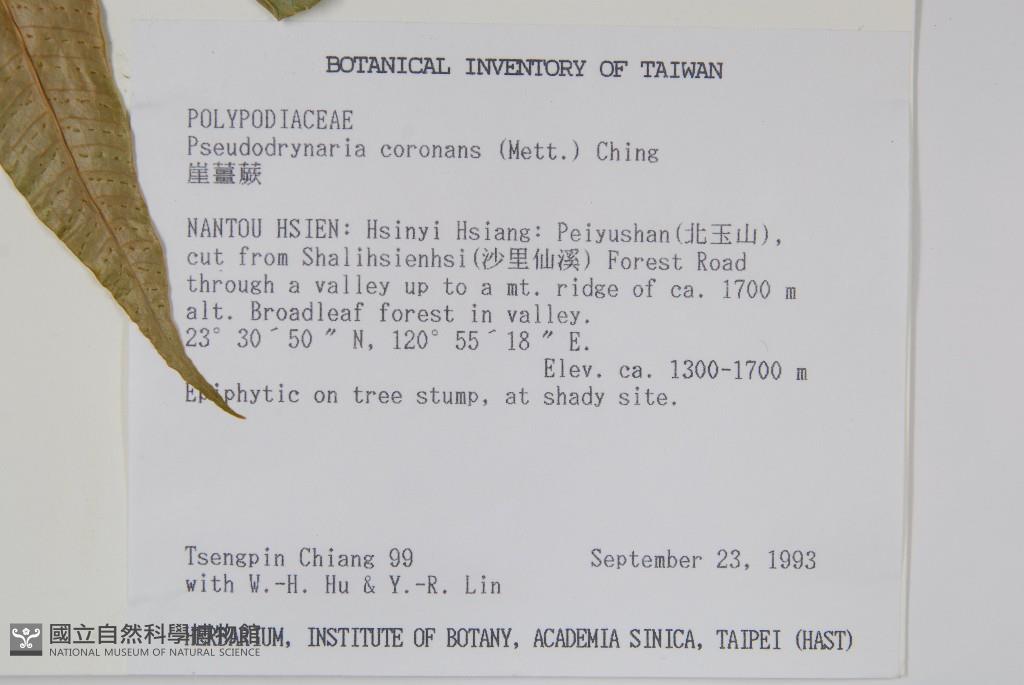 BOTANICAL INVENTORY OF TAIWAN
POLYPODIACEAE
Pseudodrynaria coronans (Mett.) Ching
崖薑蕨
NANTOU HSIEN: Hsinyi Hsiang: Peiyushan(北玉山),
cut from Shalihsienhsi(沙里仙溪) Forest Road
through a valley up to a mt. ridge of ca. 1700 m
alt. Broadleaf forest in valley.
23° 30´50 ″ N, 120° 55´18 ″ E.
Elev. ca. 1300-1700 m
Epiphytic on tree stump, at shady site.
Tsengpin Chiang 99 September 23, 1993
with W.-H. Hu & Y.-R. Lin
HERBARIUM, INSTITUTE OF BOTANY, ACADEMIA SINICA, TAIPEI (HAST)
國立自然科學博物館
NATIONAL MUSEUM OF NATURAL SCIENCE